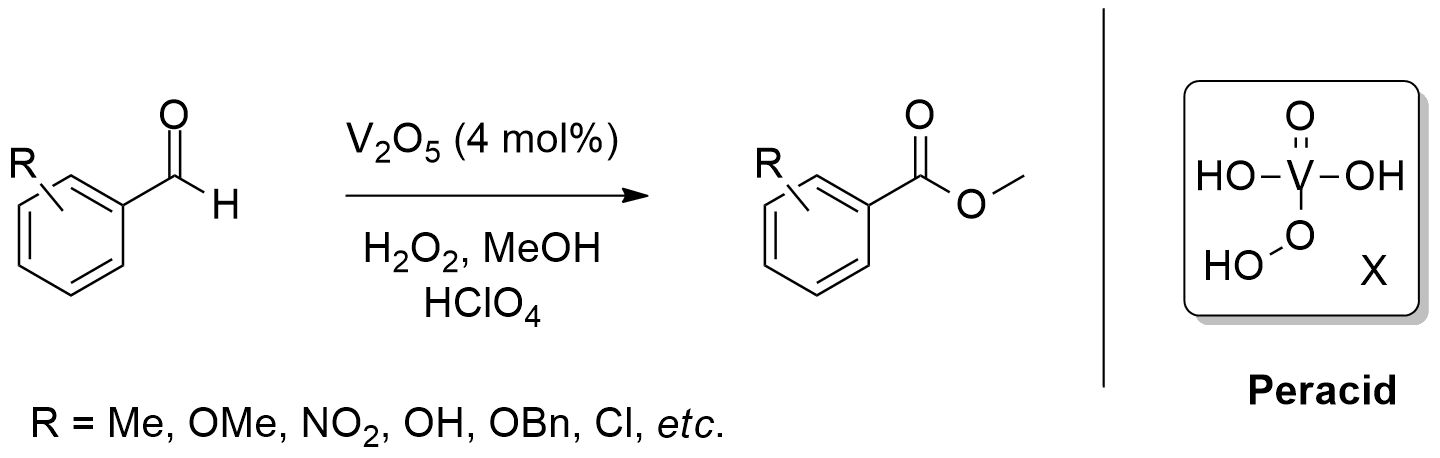 O
R
H
V₂O₅ (4 mol%)
H₂O₂, MeOH
HClO₄
O
R
O
O
HO V OH
O
HO X
Peracid
R = Me, OMe, NO₂, OH, OBn, Cl, etc.